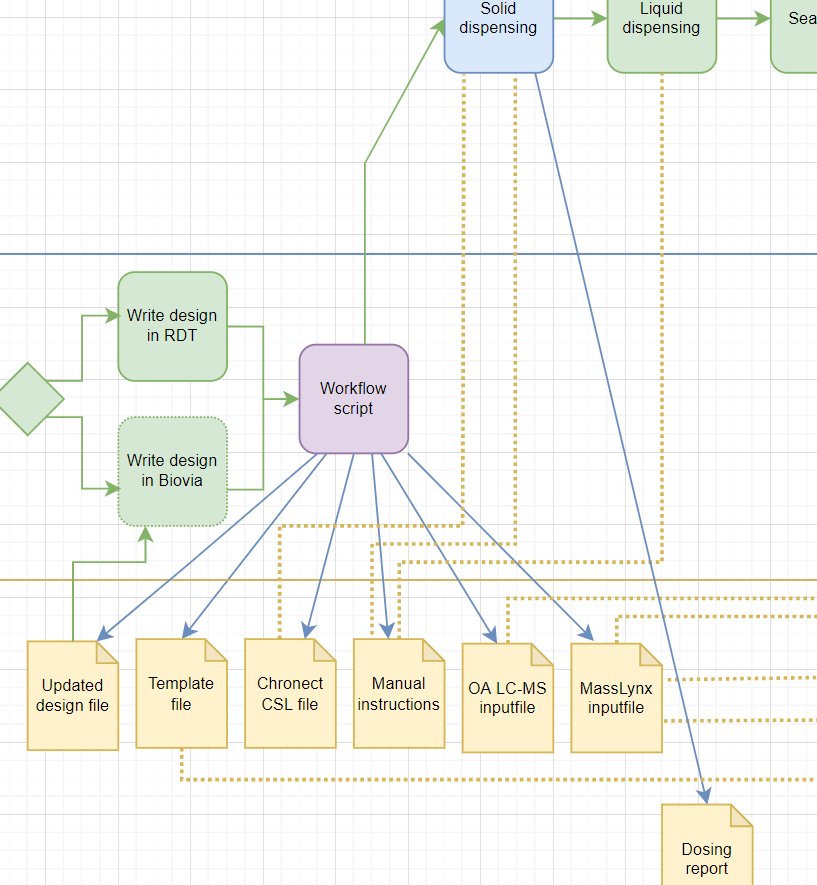 Solid
dispensing
Liquid
dispensing
Sea
Write design
in RDT
Workflow
script
Write design
in Biovia
Updated
design file
Template
file
Chronect
CSL file
Manual
instructions
OA LC-MS
inputfile
MassLynx
inputfile
Dosing
report